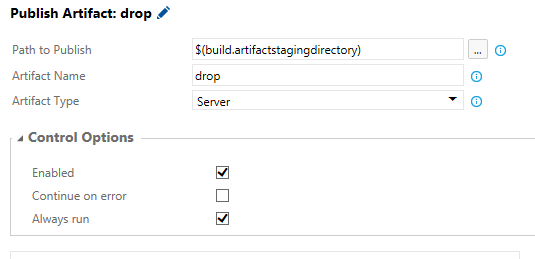 Publish Artifact: drop
Path to Publish $(build.artifactstagingdirectory) ...
Artifact Name drop
Artifact Type Server
Control Options
Enabled
Continue on error
Always run